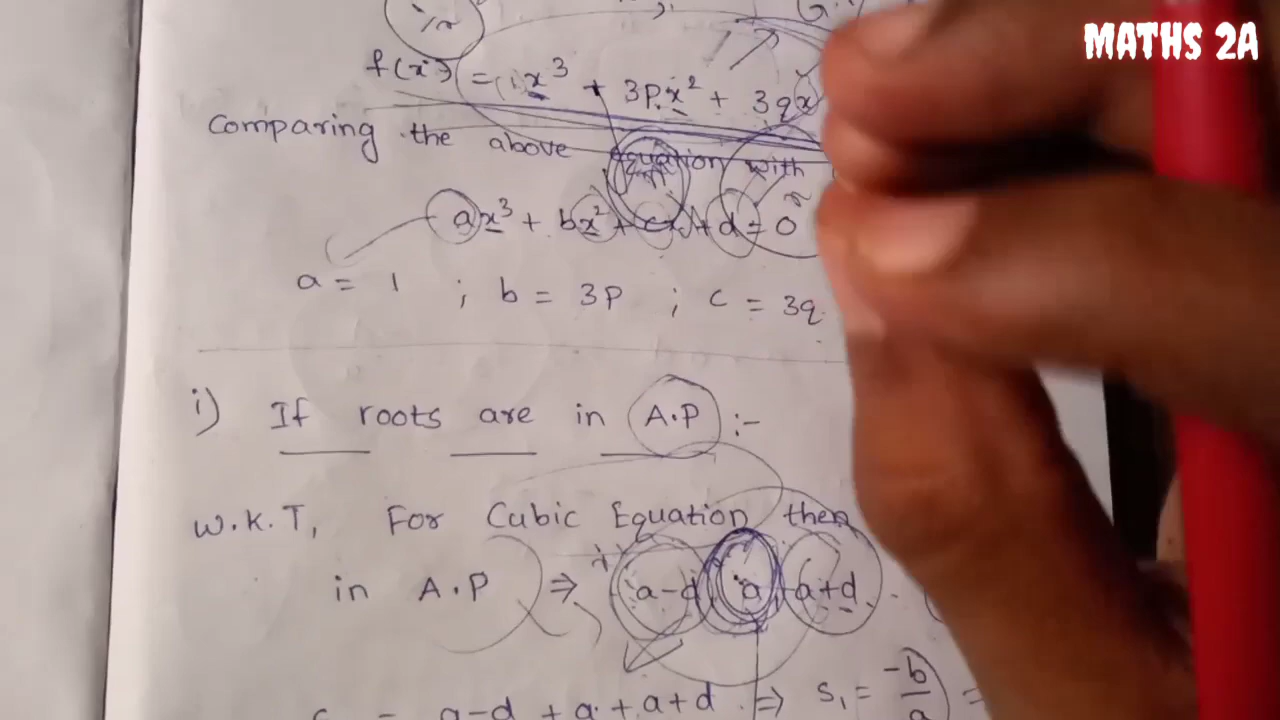 MATHS 2A
f(x) = 1x³ + 3px² + 3qx
Comparing the above equation with
ax³ + bx² + cx + d = 0
a = 1 ; b = 3p ; c = 3q
i) If roots are in A.P :-
W.K.T, For Cubic Equation then
in A.P ⇒ a-d, a, a+d
= a-d + a + a+d ⇒ S₁ = -b/a =